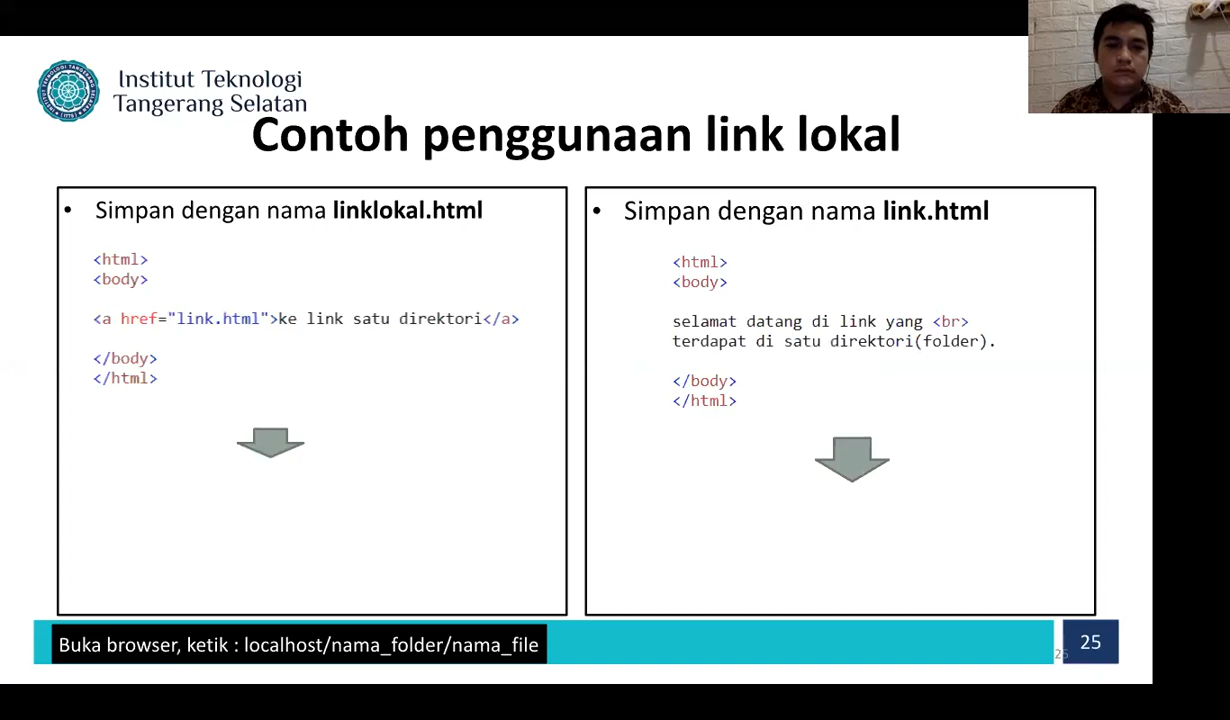 Institut Teknologi
Tangerang Selatan
Contoh penggunaan link lokal
• Simpan dengan nama linklokal.html
<html>
<body>
<a href="link.html">ke link satu direktori</a>
</body>
</html>
• Simpan dengan nama link.html
<html>
<body>
selamat datang di link yang <br>
terdapat di satu direktori(folder).
</body>
</html>
Buka browser, ketik : localhost/nama_folder/nama_file
25
25